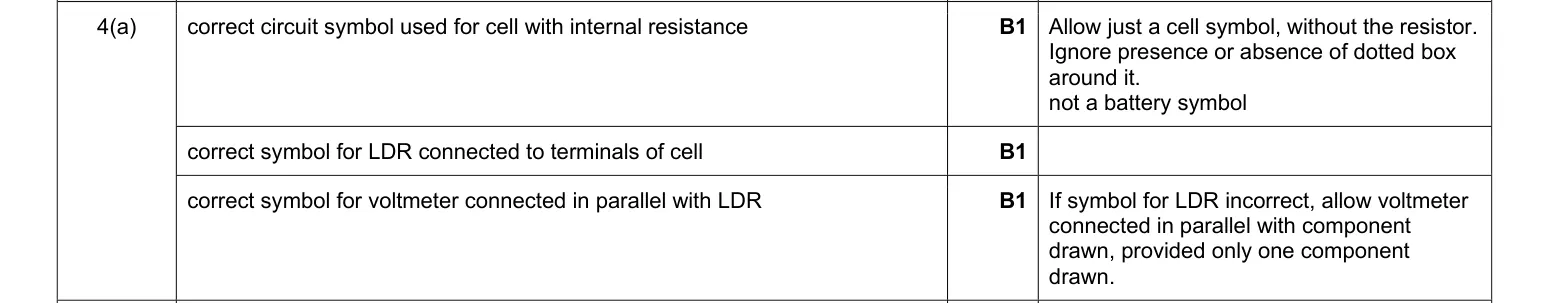 4(a)
correct circuit symbol used for cell with internal resistance
B1
Allow just a cell symbol, without the resistor.
Ignore presence or absence of dotted box
around it.
not a battery symbol
correct symbol for LDR connected to terminals of cell
B1
correct symbol for voltmeter connected in parallel with LDR
B1
If symbol for LDR incorrect, allow voltmeter
connected in parallel with component
drawn, provided only one component
drawn.